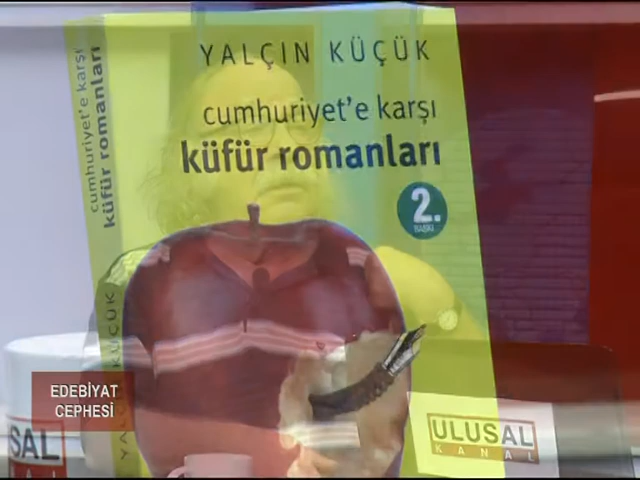 YALÇIN KÜÇÜK
cumhuriyet'e karşı
küfür romanları
2.
BASKI
cumhuriyet'e karşı
küfür romanları
KÜÇÜK
EDEBİYAT
CEPHESİ
SAL
KANAL
ULUSAL
KANAL